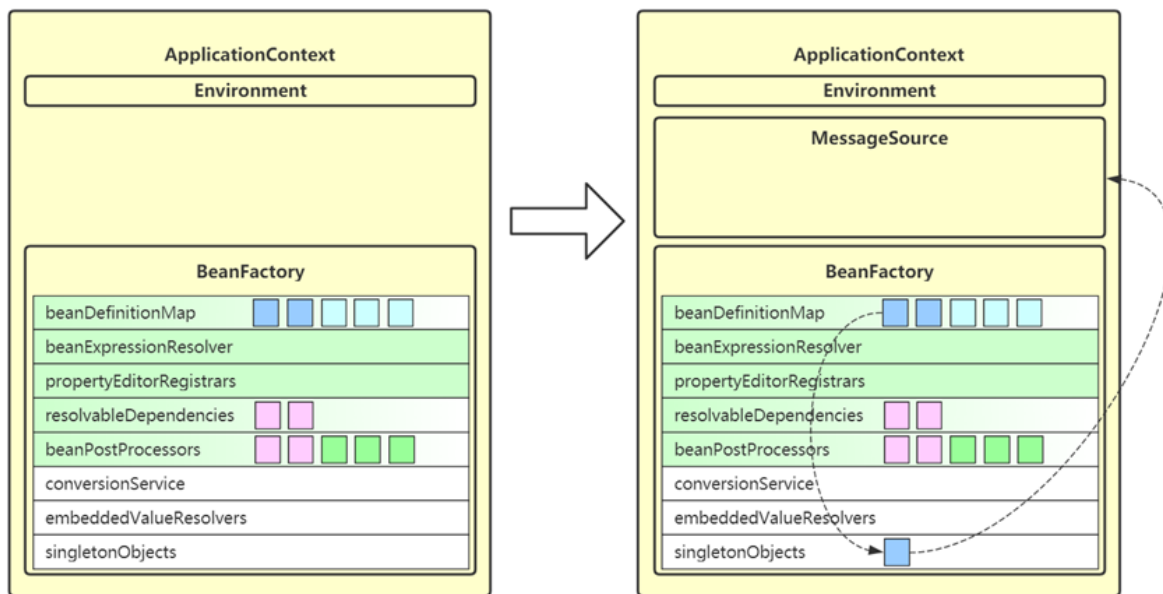 ApplicationContext
Environment
BeanFactory
beanDefinitionMap
beanExpressionResolver
propertyEditorRegistrars
resolvableDependencies
beanPostProcessors
conversionService
embeddedValueResolvers
singletonObjects
ApplicationContext
Environment
MessageSource
BeanFactory
beanDefinitionMap
beanExpressionResolver
propertyEditorRegistrars
resolvableDependencies
beanPostProcessors
conversionService
embeddedValueResolvers
singletonObjects